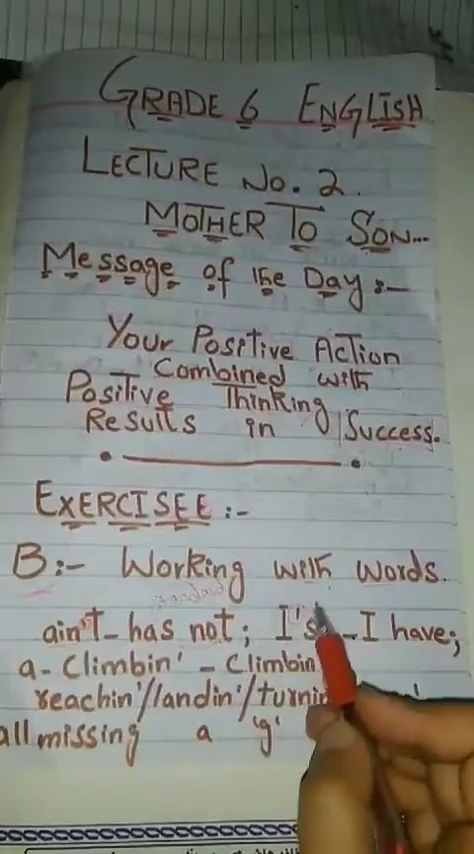 GRADE 6 ENGLISH
LECTURE No. 2.
MOTHER TO SON...
Message of the Day :-
Your Positive Action
Combined with
Positive Thinking
Results in Success.
EXERCISEE :-
B :- Working with words.
ain't - has not; I's - I have;
a - Climbin' - Climbin
reachin'/landin'/turnin
all missing a 'g'